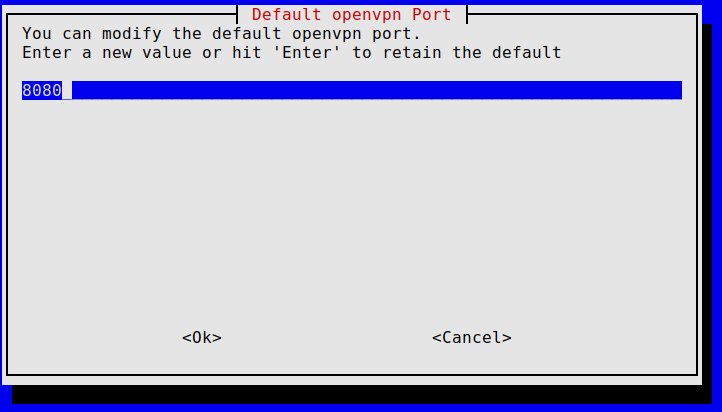 Default openvpn Port
You can modify the default openvpn port.
Enter a new value or hit 'Enter' to retain the default
8080
<Ok> <Cancel>